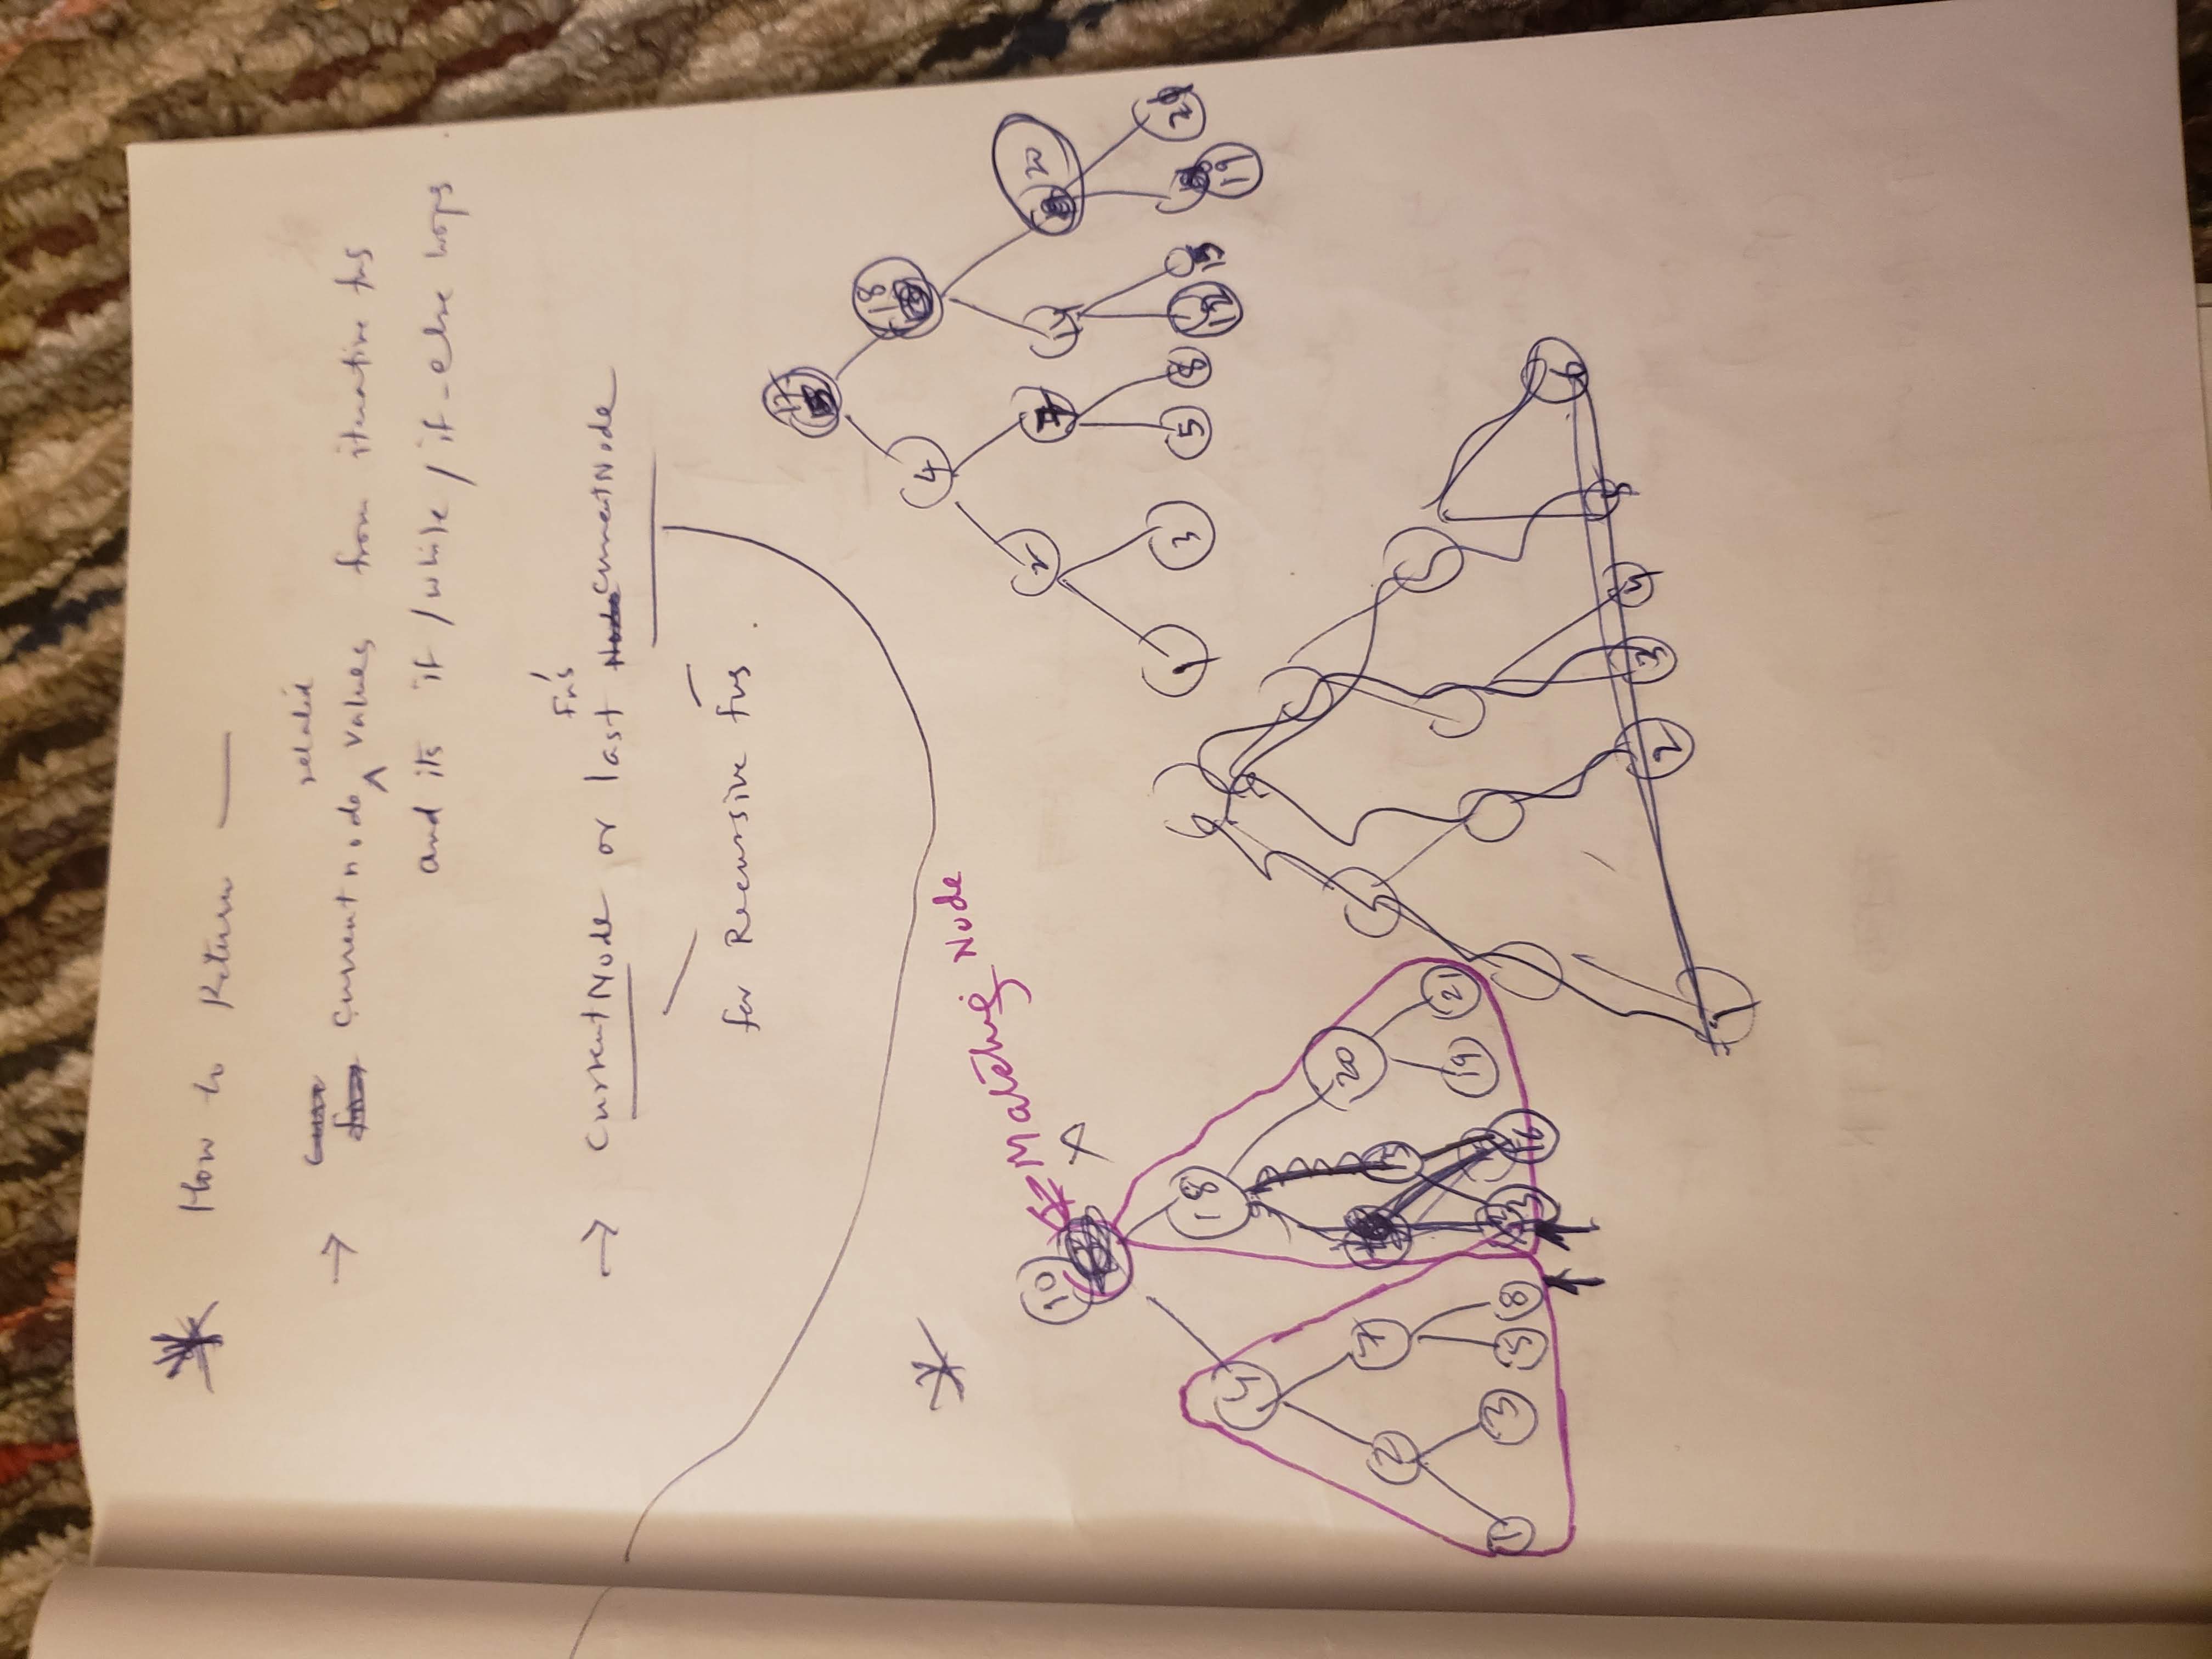 How to Return —
related
→ Current node ^ values from iterative fns
and its if / while / if-else loops
Fn's
→ CurrentNode or last CurrentNode
for Recursive Fns.
17
18
4
Matching Node
10
20
2 7 14
18
1 3 5 8 12 15 19 21
4
20
2 7 15
19 21
1 3 5 8 13 16
6
2 3 4 5
1